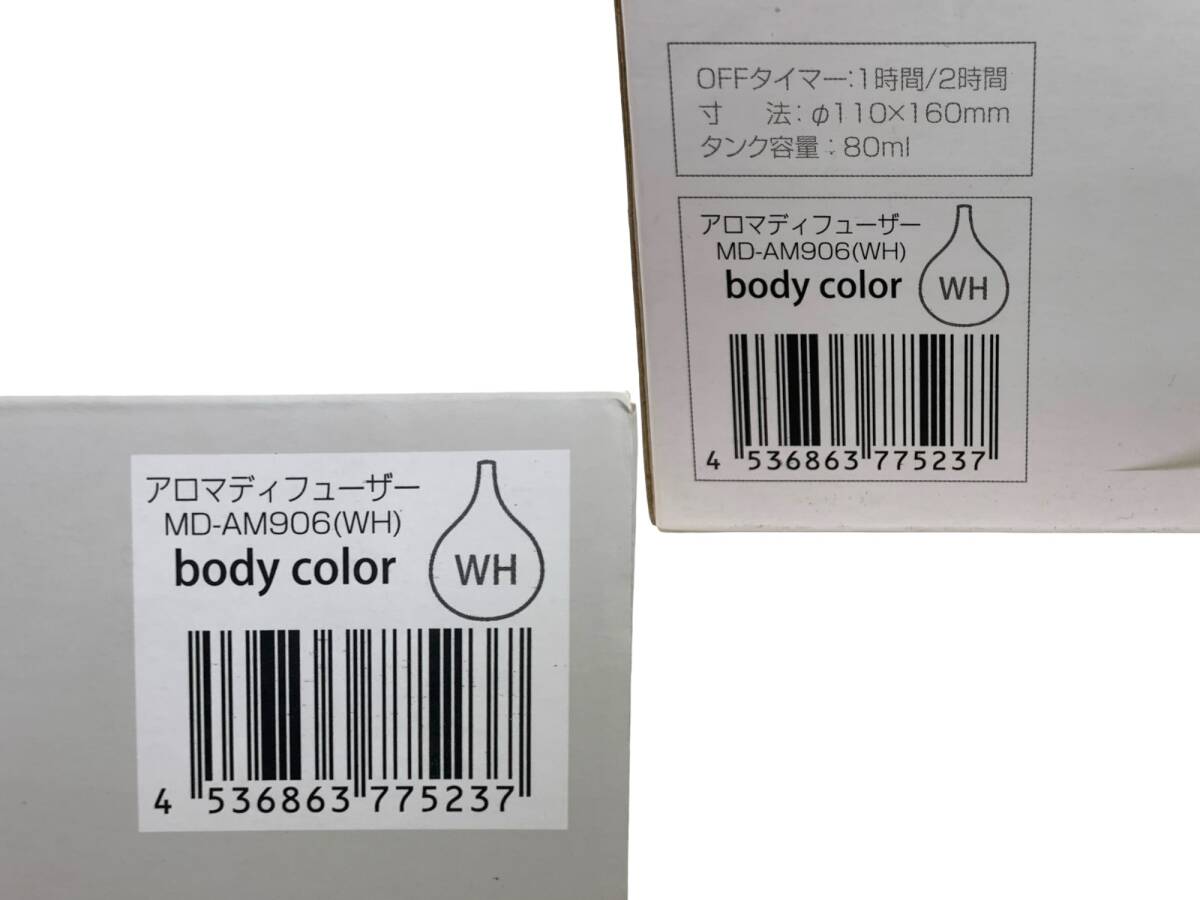 OFFタイマー:1時間/2時間
寸 法:φ110×160mm
タンク容量:80ml
アロマディフューザー
MD-AM906(WH)
body color
WH
4 536863 775237
アロマディフューザー
MD-AM906(WH)
body color
WH
4 536863 775237